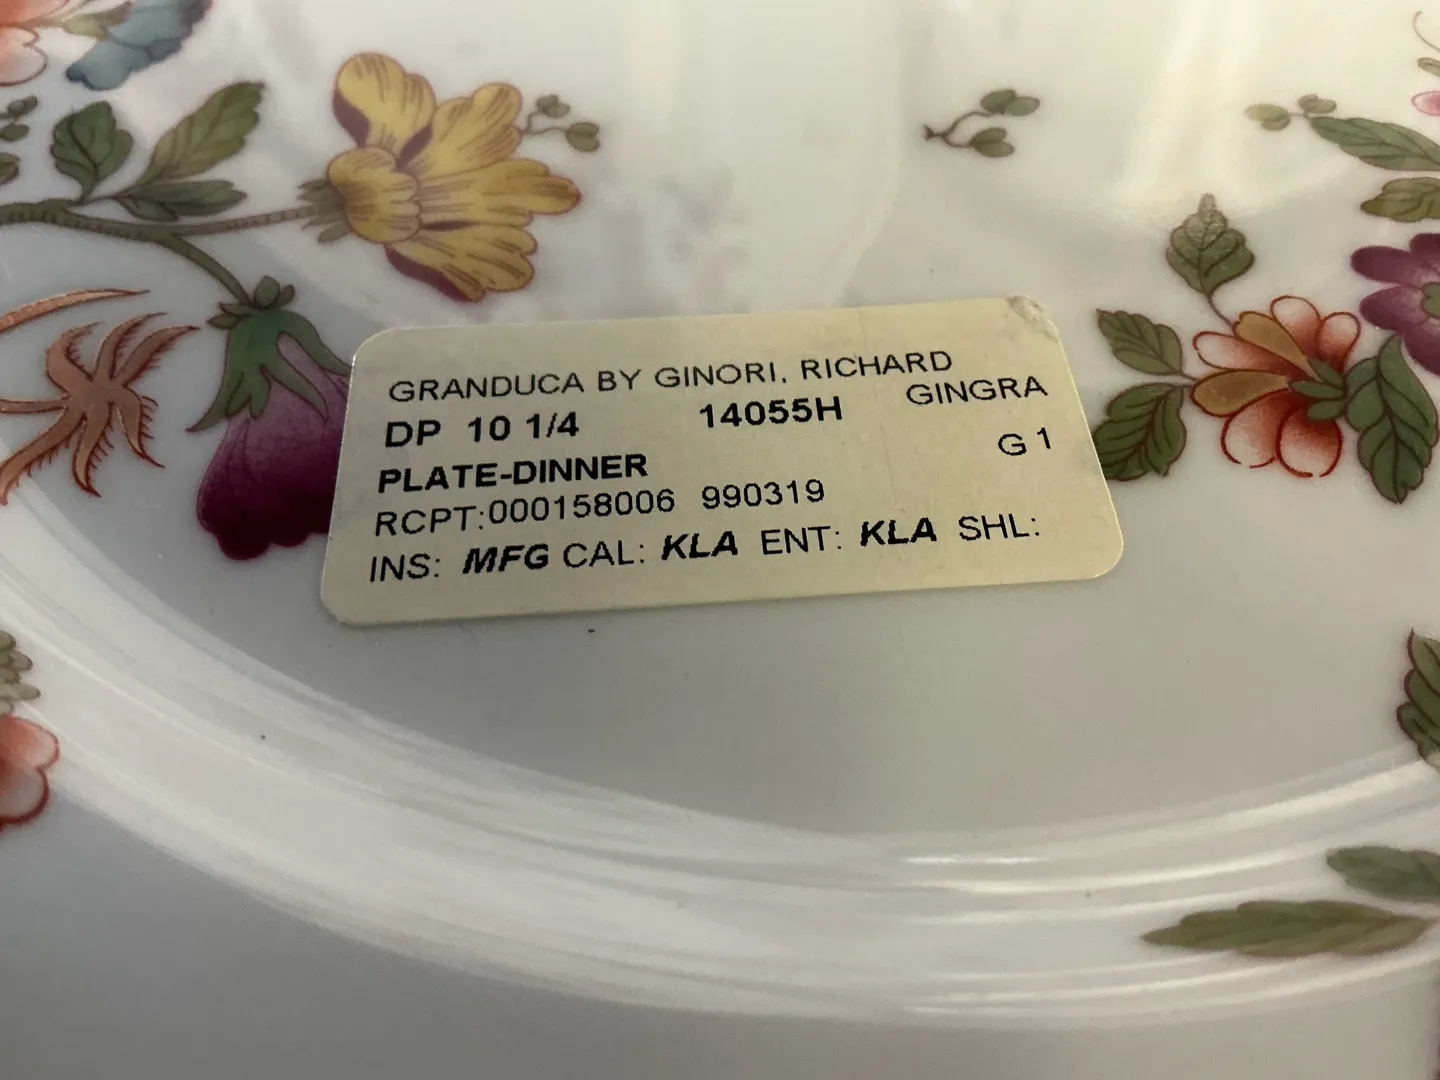 GRANDUCA BY GINORI, RICHARD
DP 10 1/4 14055H GINGRA
PLATE-DINNER G 1
RCPT:000158006 990319
INS: MFG CAL: KLA ENT: KLA SHL: